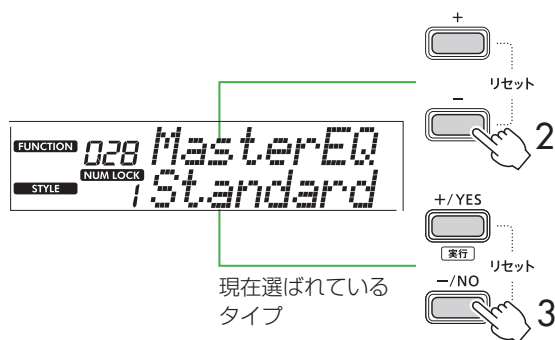 +
リセット
−
2
FUNCTION 028 MasterEQ
NUM LOCK
STYLE 1 Standard
+/YES
実行
リセット
−/NO
3
現在選ばれている
タイプ